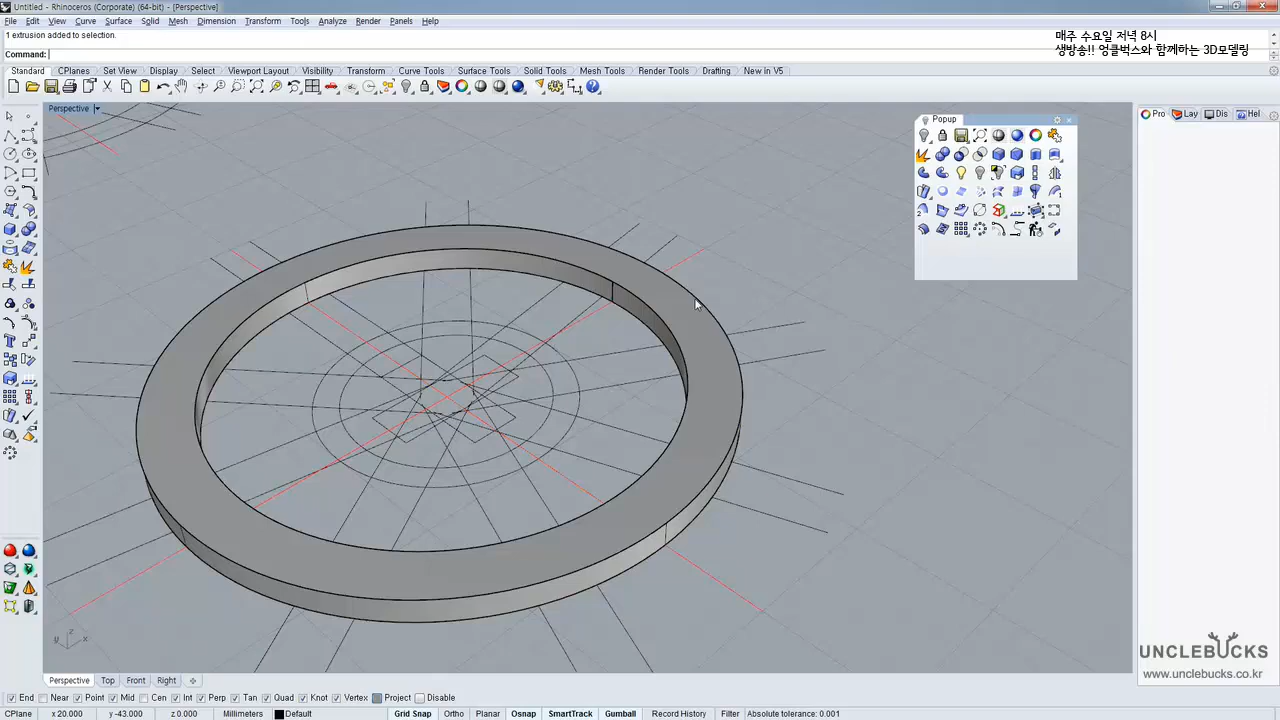 Untitled - Rhinoceros (Corporate) (64-bit) - [Perspective]
File Edit View Curve Surface Solid Mesh Dimension Transform Tools Analyze Render Panels Help
1 extrusion added to selection.
매주 수요일 저녁 8시
Command:
생방송!! 엉클벅스와 함께하는 3D모델링
Standard CPlanes Set View Display Select Viewport Layout Visibility Transform Curve Tools Surface Tools Solid Tools Mesh Tools Render Tools Drafting New in V5
Perspective
Popup
Pro Lay Dis Hel
z
y x
UNCLEBUCKS
www.unclebucks.co.kr
Perspective Top Front Right
End Near Point Mid Cen Int Perp Tan Quad Knot Vertex Project Disable
CPlane x 20.000 y -43.000 z 0.000 Millimeters Default Grid Snap Ortho Planar Osnap SmartTrack Gumball Record History Filter Absolute tolerance: 0.001